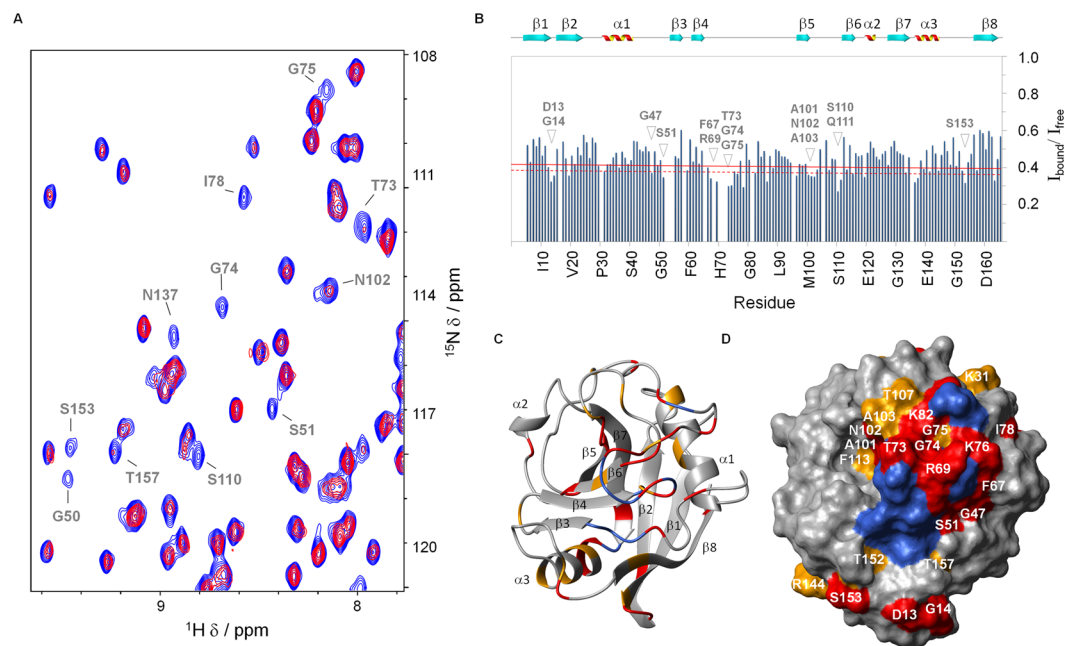 A
G75
I78
T73
G74
N102
N137
S153
S51
T157
S110
G50
108
111
114
117
120
¹⁵N δ / ppm
9
8
¹H δ / ppm
B
β1 β2 α1 β3 β4 β5 β6 α2 β7 α3 β8
D13
G14
G47
S51
F67
R69
T73
G74
G75
A101
N102
A103
S110
Q111
S153
1.0
0.8
0.6
0.4
0.2
I_bound/ I_free
I10 V20 P30 S40 G50 F60 H70 G80 L90 M100 S110 E120 G130 E140 G150 D160
Residue
C
α2
β7
β5
β6
α1
β4
β2
β3
β1
β8
α3
D
K31
T107
A103
K82
N102
G75
I78
A101
T73
G74
K76
F113
R69
F67
G47
S51
T152
T157
R144
S153
D13
G14